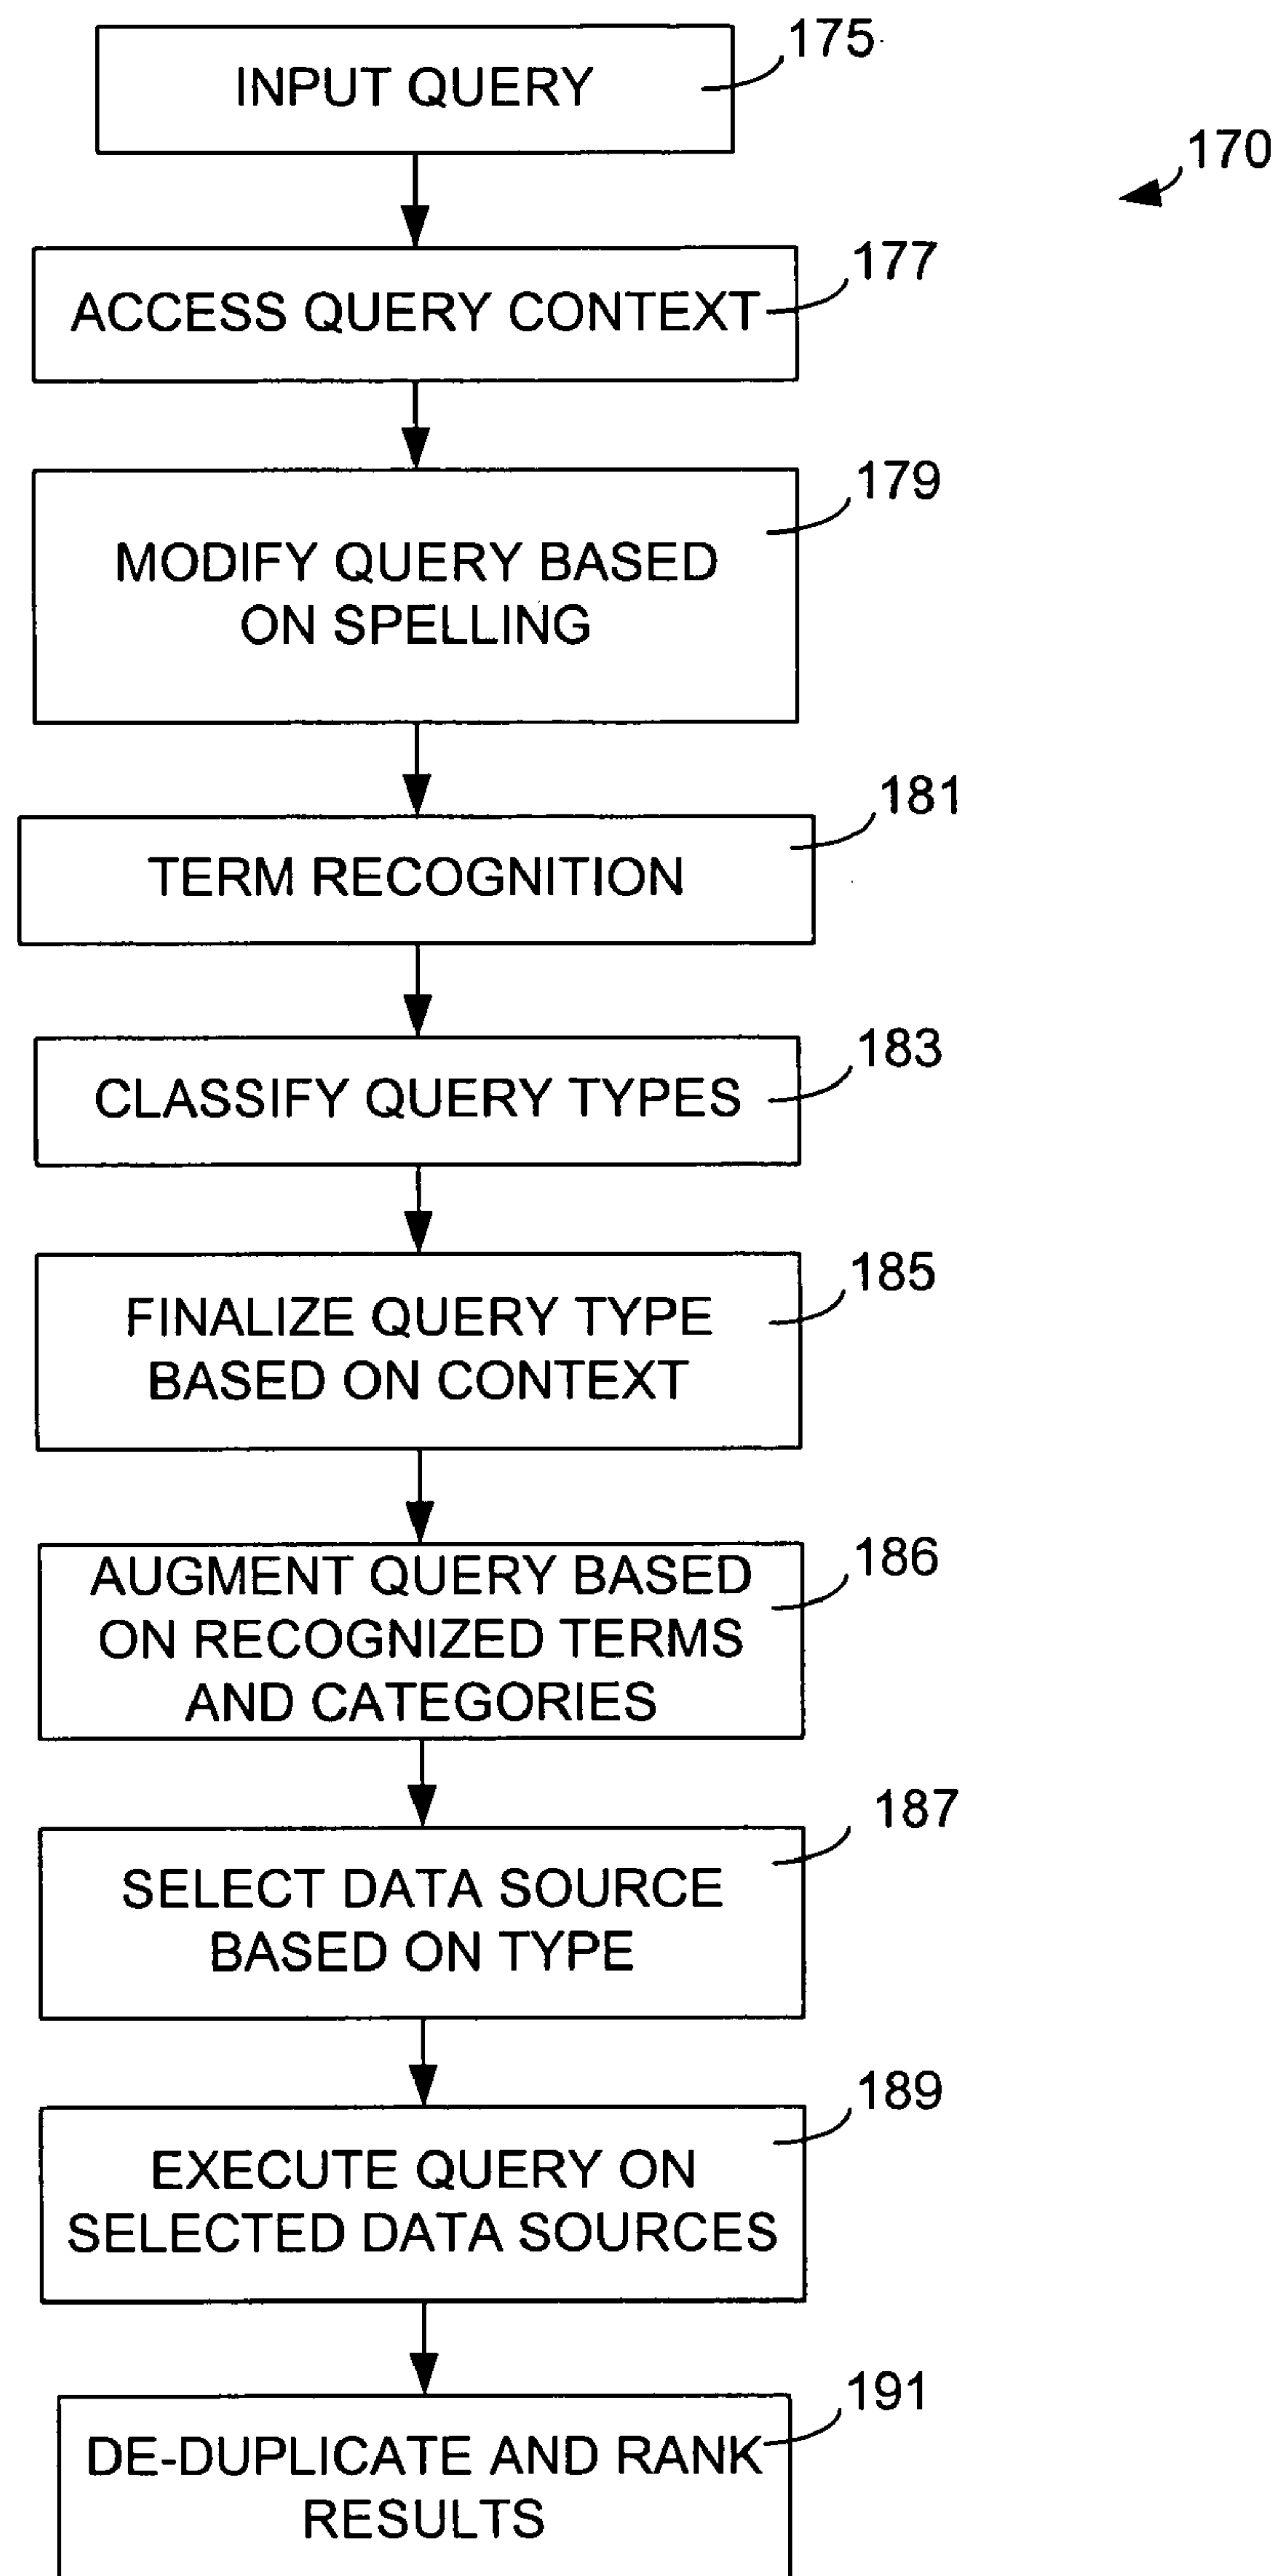 INPUT QUERY
175
170
ACCESS QUERY CONTEXT
177
MODIFY QUERY BASED
ON SPELLING
179
TERM RECOGNITION
181
CLASSIFY QUERY TYPES
183
FINALIZE QUERY TYPE
BASED ON CONTEXT
185
AUGMENT QUERY BASED
ON RECOGNIZED TERMS
AND CATEGORIES
186
SELECT DATA SOURCE
BASED ON TYPE
187
EXECUTE QUERY ON
SELECTED DATA SOURCES
189
DE-DUPLICATE AND RANK
RESULTS
191